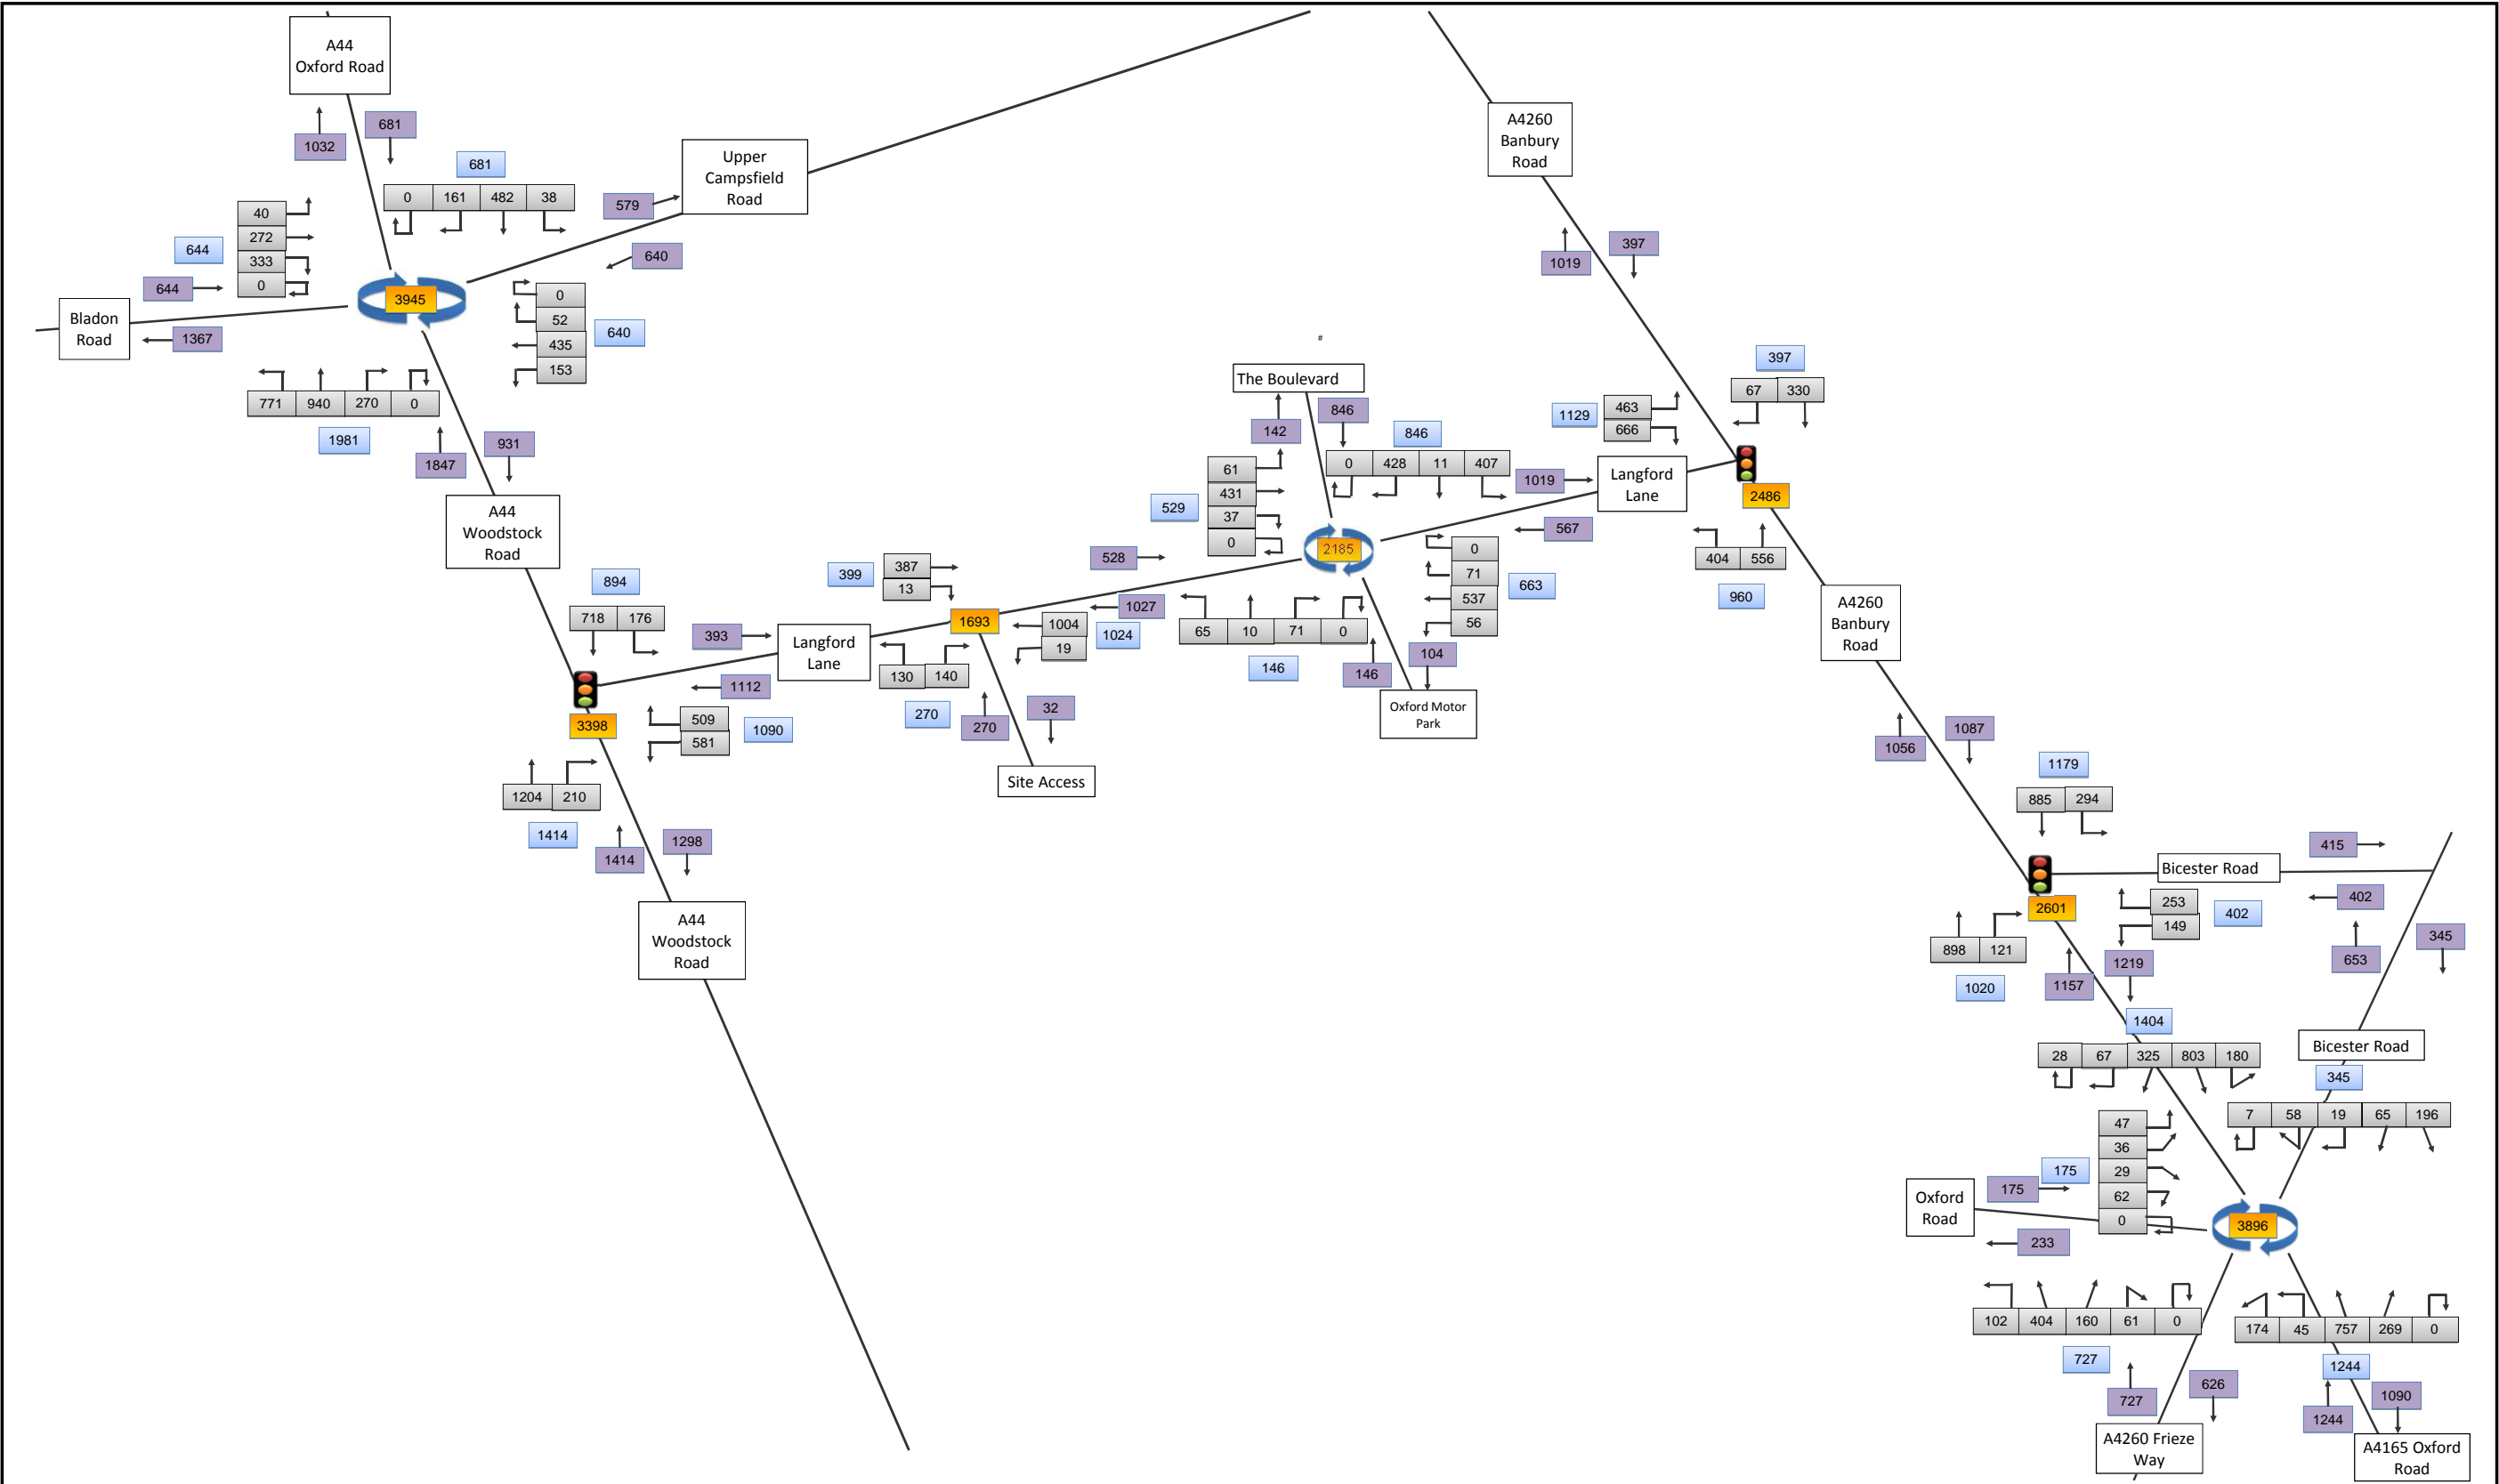 A44
Oxford Road
681
1032
681
0 161 482 38
Upper
Campsfield
Road
579
640
40
272
333
0
644
644
3945
Bladon
Road
1367
0
52
435
153
640
771 940 270 0
1981
1847
931
A44
Woodstock
Road
894
718 176
393
Langford
Lane
1112
509
581
1090
3398
1204 210
1414
1414
1298
A44
Woodstock
Road
399
387
13
1693
1027
1004
19
1024
130 140
270
270
32
Site Access
#
The Boulevard
142
846
846
0 428 11 407
61
431
37
0
529
528
2185
0
71
537
56
663
65 10 71 0
146
146
104
Oxford Motor
Park
1019
567
Langford
Lane
1129
463
666
A4260
Banbury
Road
1019
397
397
67 330
2486
404 556
960
A4260
Banbury
Road
1056
1087
1179
885 294
Bicester Road
415
402
253
149
402
2601
898 121
1020
1157
1219
653
345
1404
28 67 325 803 180
Bicester Road
345
7 58 19 65 196
47
36
29
62
0
175
175
Oxford
Road
233
3896
102 404 160 61 0
727
727
626
174 45 757 269 0
1244
1244
1090
A4260 Frieze
Way
A4165 Oxford
Road